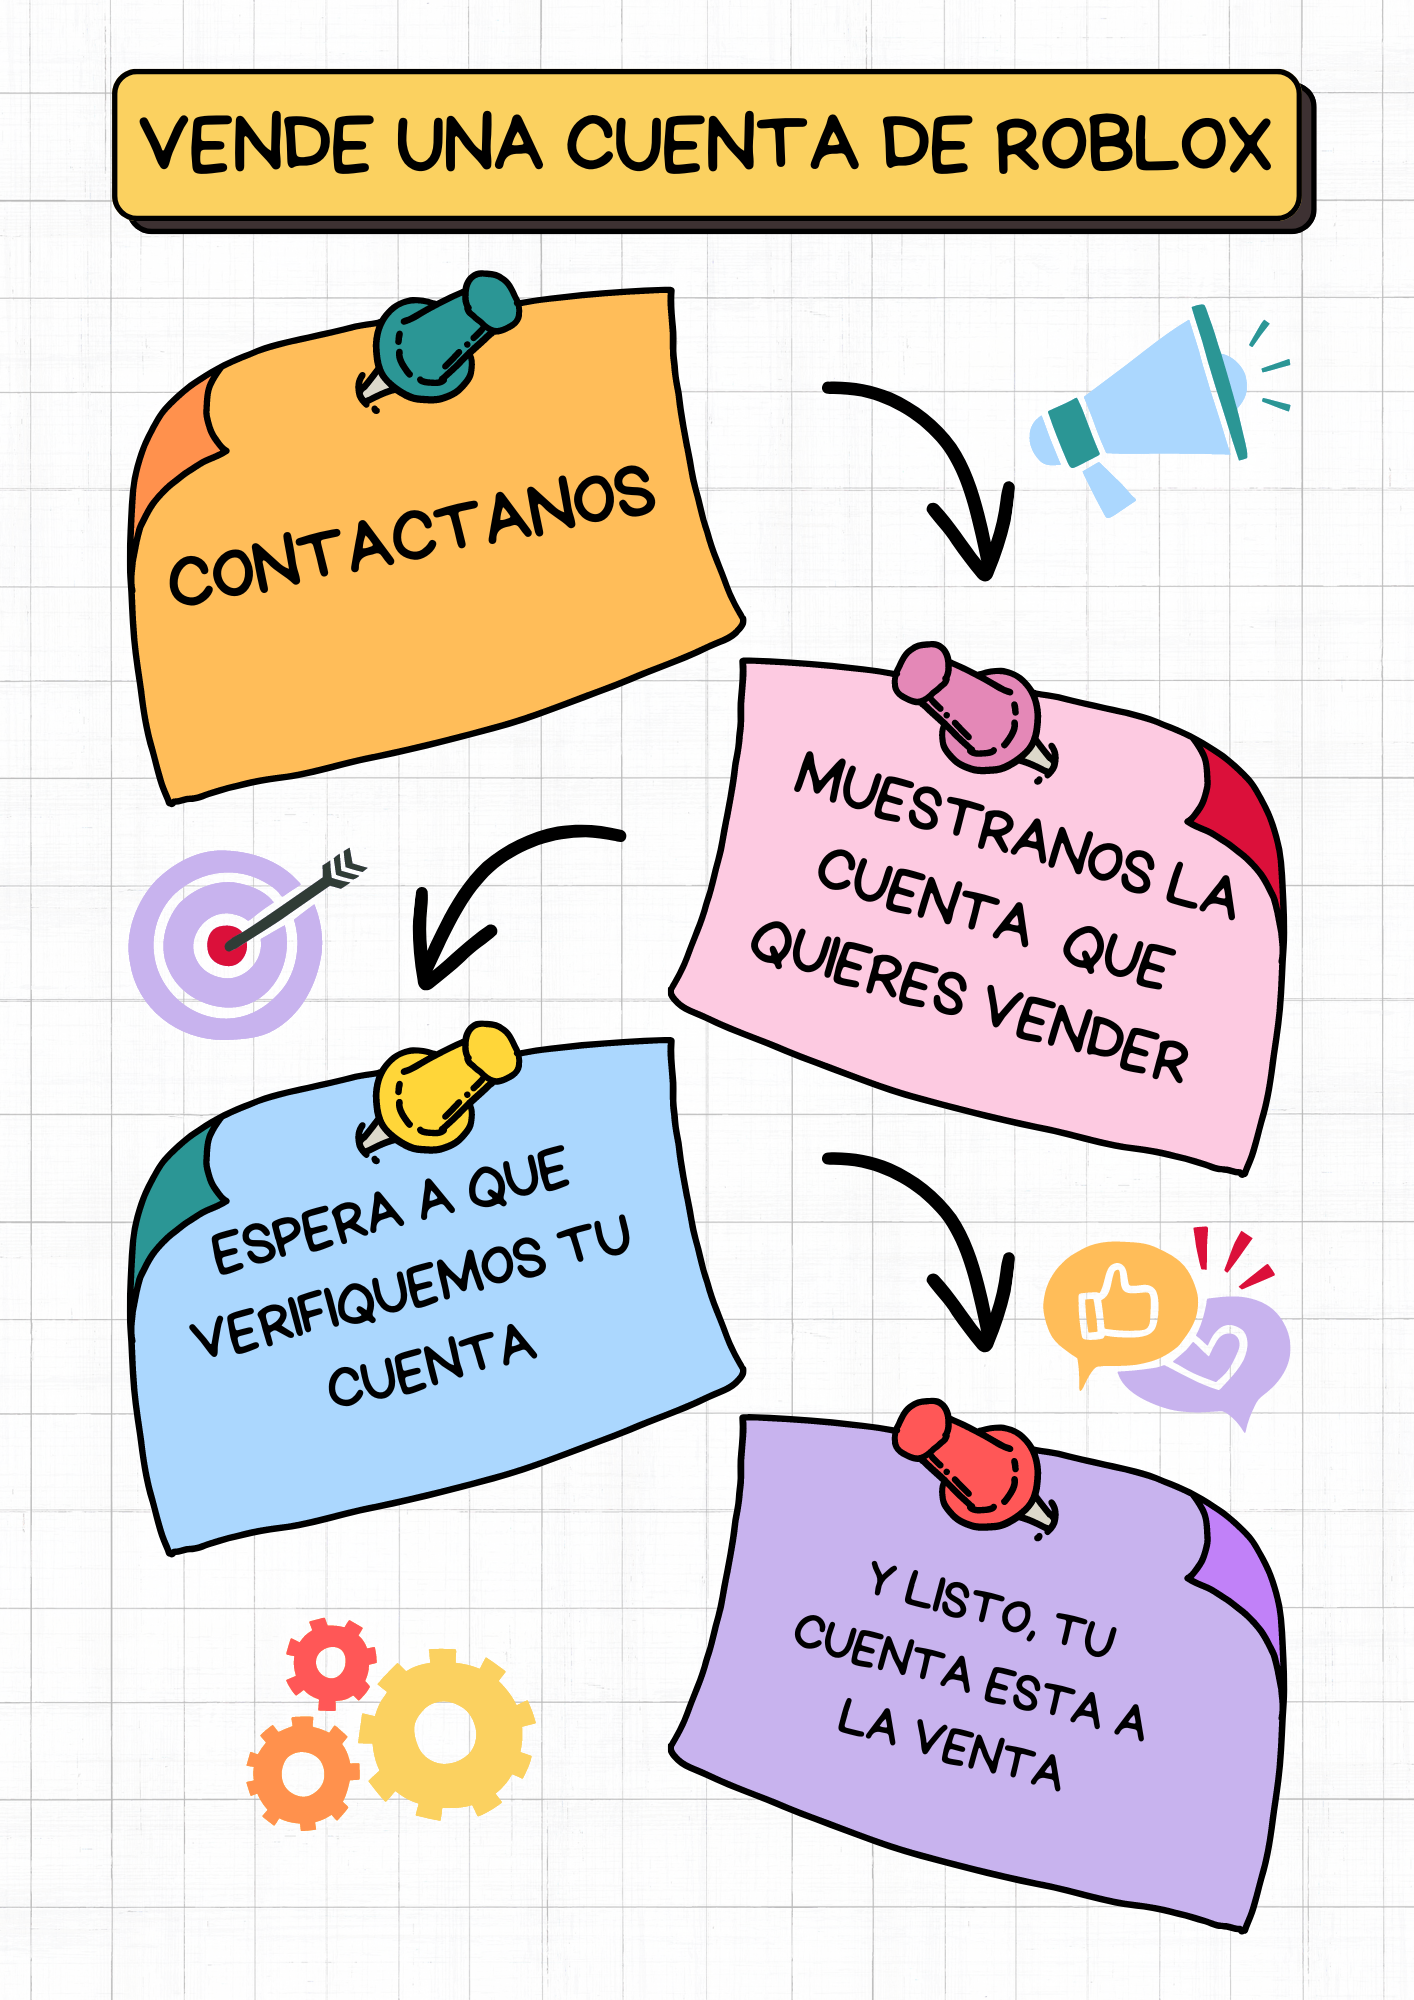 VENDE UNA CUENTA DE ROBLOX
CONTACTANOS
MUESTRANOS LA
CUENTA QUE
QUIERES VENDER
ESPERA A QUE
VERIFIQUEMOS TU
CUENTA
Y LISTO, TU
CUENTA ESTA A
LA VENTA